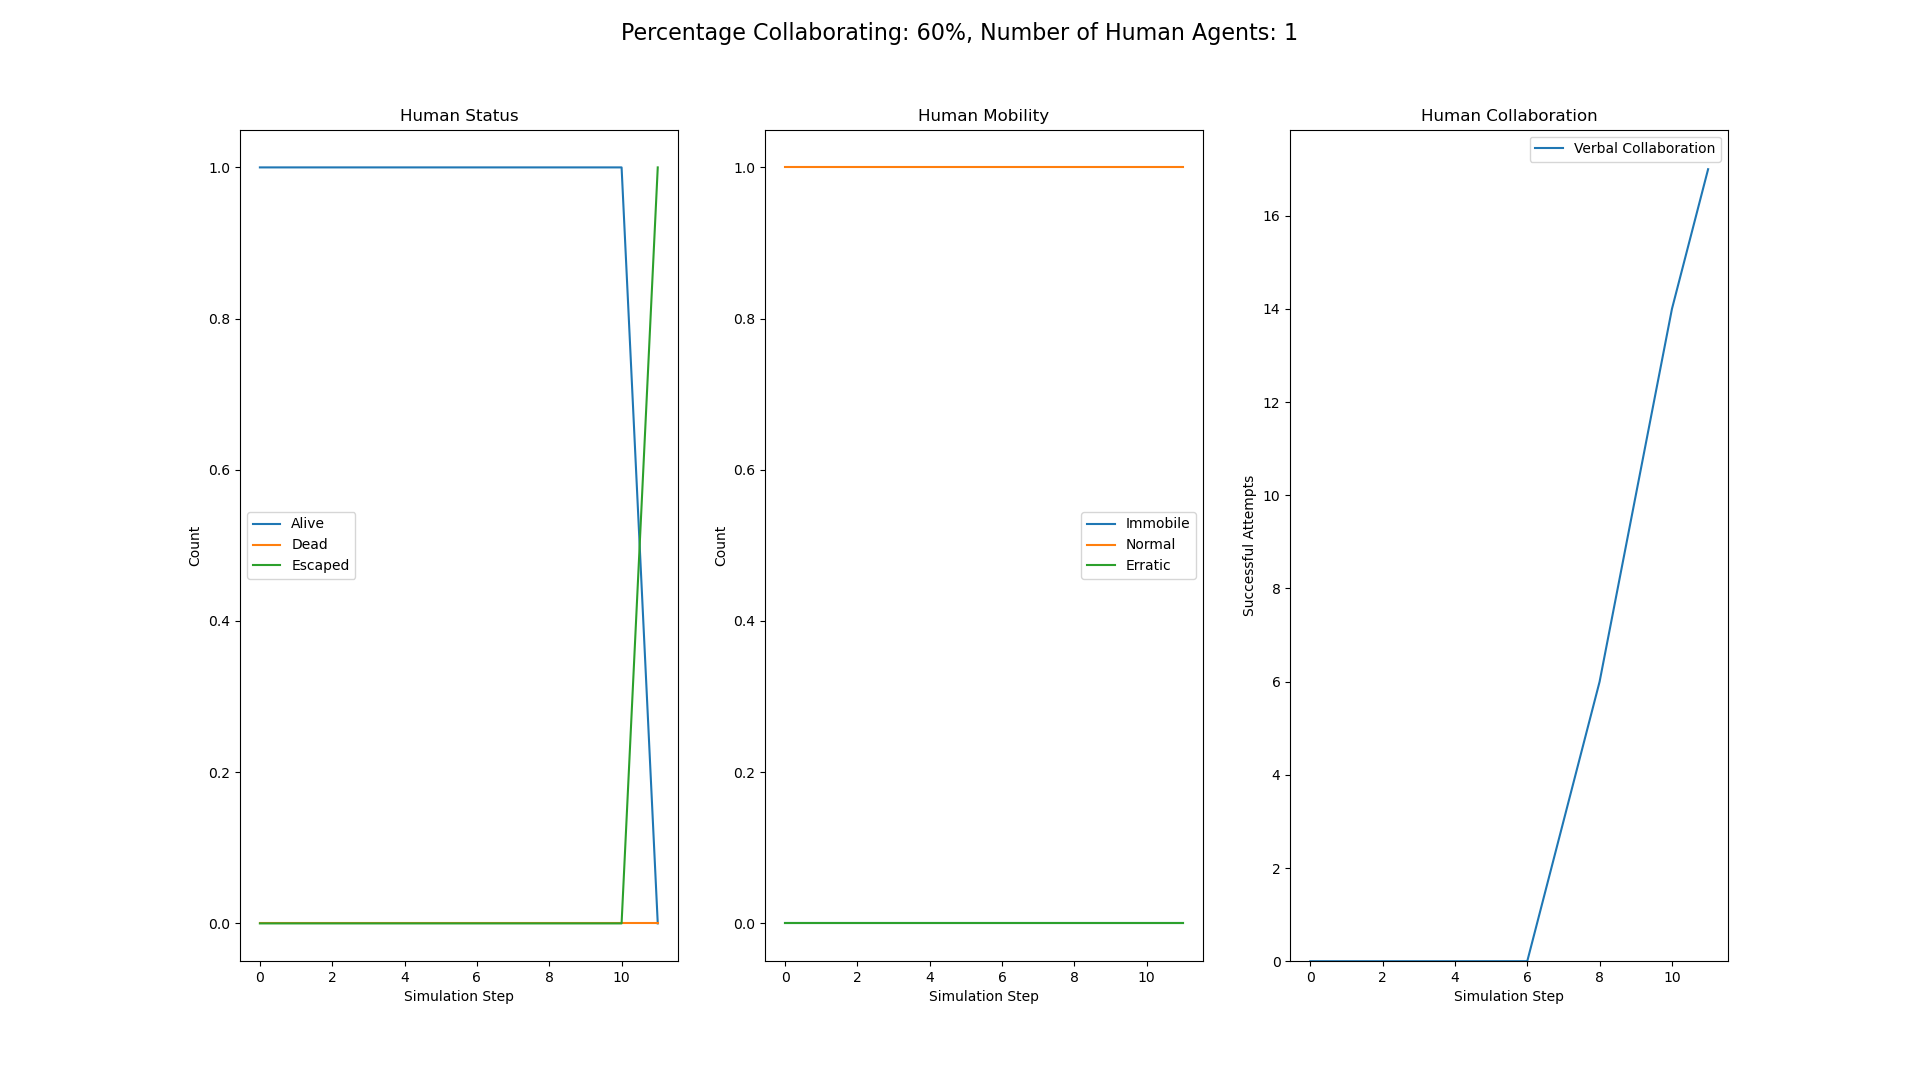 Percentage Collaborating: 60%, Number of Human Agents: 1
Human Status
1.0
0.8
0.6
0.4
0.2
0.0
Count
Alive
Dead
Escaped
0 2 4 6 8 10
Simulation Step
Human Mobility
1.0
0.8
0.6
0.4
0.2
0.0
Count
Immobile
Normal
Erratic
0 2 4 6 8 10
Simulation Step
Human Collaboration
Verbal Collaboration
16
14
12
10
8
6
4
2
0
Successful Attempts
0 2 4 6 8 10
Simulation Step